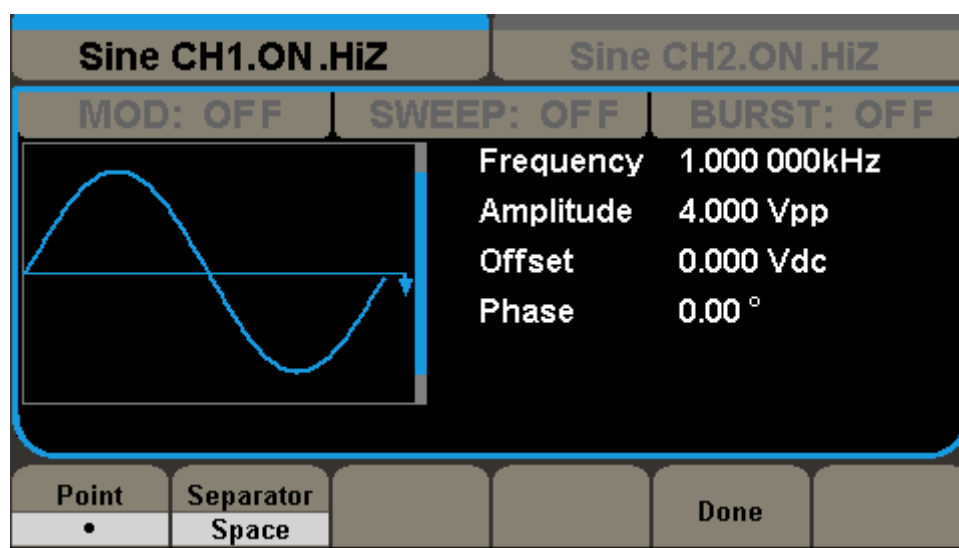 Sine CH1.ON.HiZ
Sine CH2.ON.HiZ
MOD: OFF
SWEEP: OFF
BURST: OFF
Frequency 1.000 000kHz
Amplitude 4.000 Vpp
Offset 0.000 Vdc
Phase 0.00 °
Point
•
Separator
Space
Done